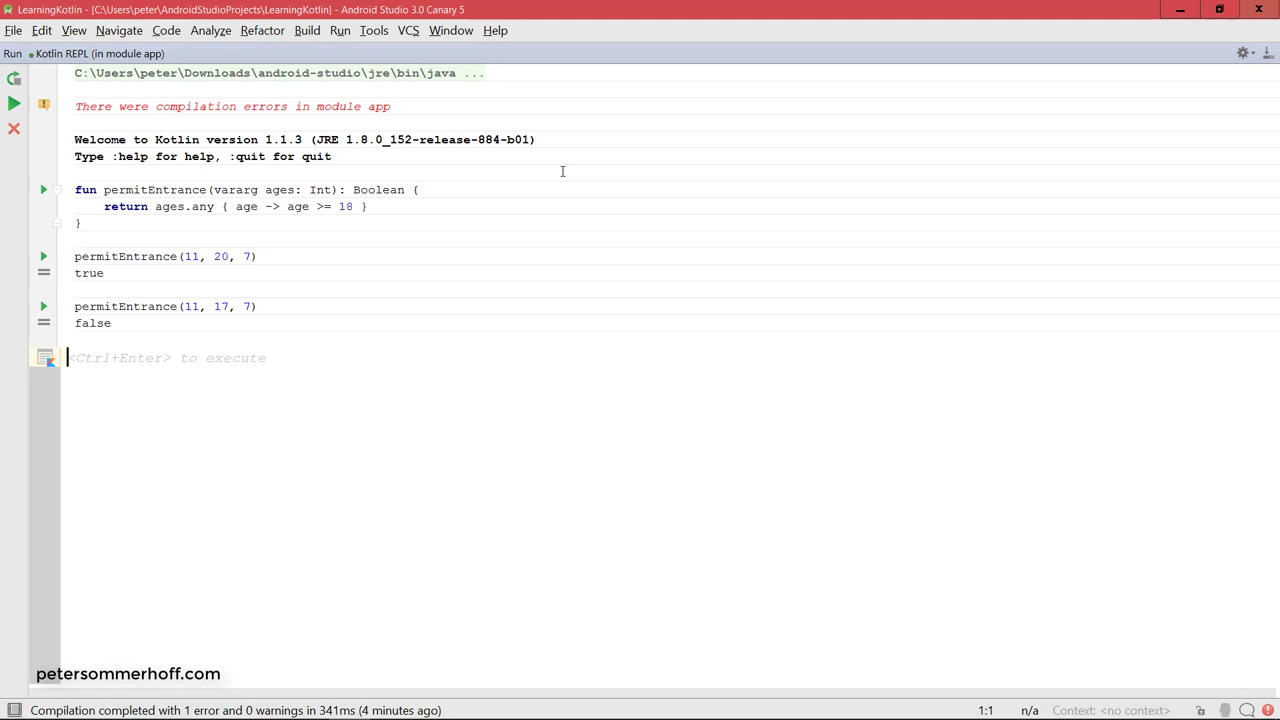 LearningKotlin - [C:\Users\peter\AndroidStudioProjects\LearningKotlin] - Android Studio 3.0 Canary 5
File Edit View Navigate Code Analyze Refactor Build Run Tools VCS Window Help
Run Kotlin REPL (in module app)
C:\Users\peter\Downloads\android-studio\jre\bin\java ...
There were compilation errors in module app
Welcome to Kotlin version 1.1.3 (JRE 1.8.0_152-release-884-b01)
Type :help for help, :quit for quit
fun permitEntrance(vararg ages: Int): Boolean {
    return ages.any { age -> age >= 18 }
}
permitEntrance(11, 20, 7)
true
permitEntrance(11, 17, 7)
false
<Ctrl+Enter> to execute
petersommerhoff.com
Compilation completed with 1 error and 0 warnings in 341ms (4 minutes ago) 1:1 n/a Context: <no context>